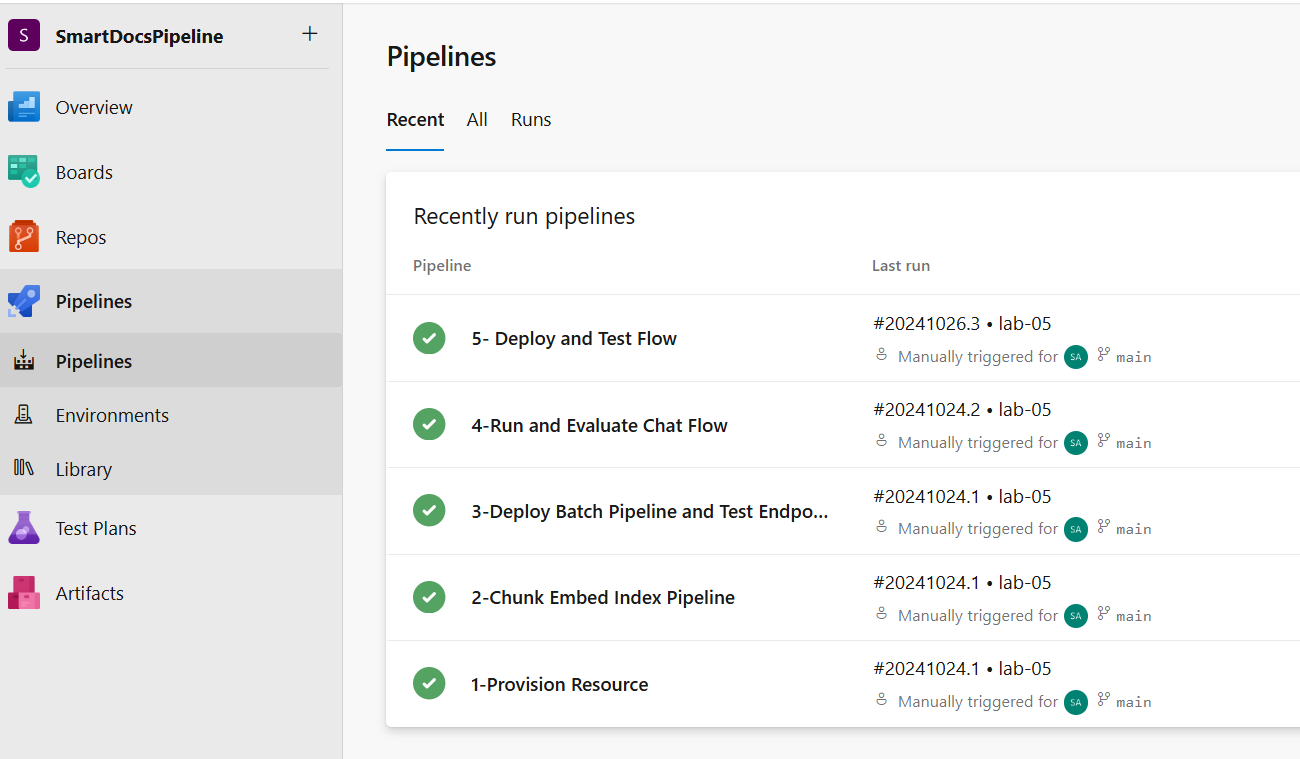 S SmartDocsPipeline +
Overview
Boards
Repos
Pipelines
Pipelines
Environments
Library
Test Plans
Artifacts
Pipelines
Recent All Runs
Recently run pipelines
Pipeline Last run
5- Deploy and Test Flow
#20241026.3 • lab-05
Manually triggered for SA main
4-Run and Evaluate Chat Flow
#20241024.2 • lab-05
Manually triggered for SA main
3-Deploy Batch Pipeline and Test Endpo...
#20241024.1 • lab-05
Manually triggered for SA main
2-Chunk Embed Index Pipeline
#20241024.1 • lab-05
Manually triggered for SA main
1-Provision Resource
#20241024.1 • lab-05
Manually triggered for SA main